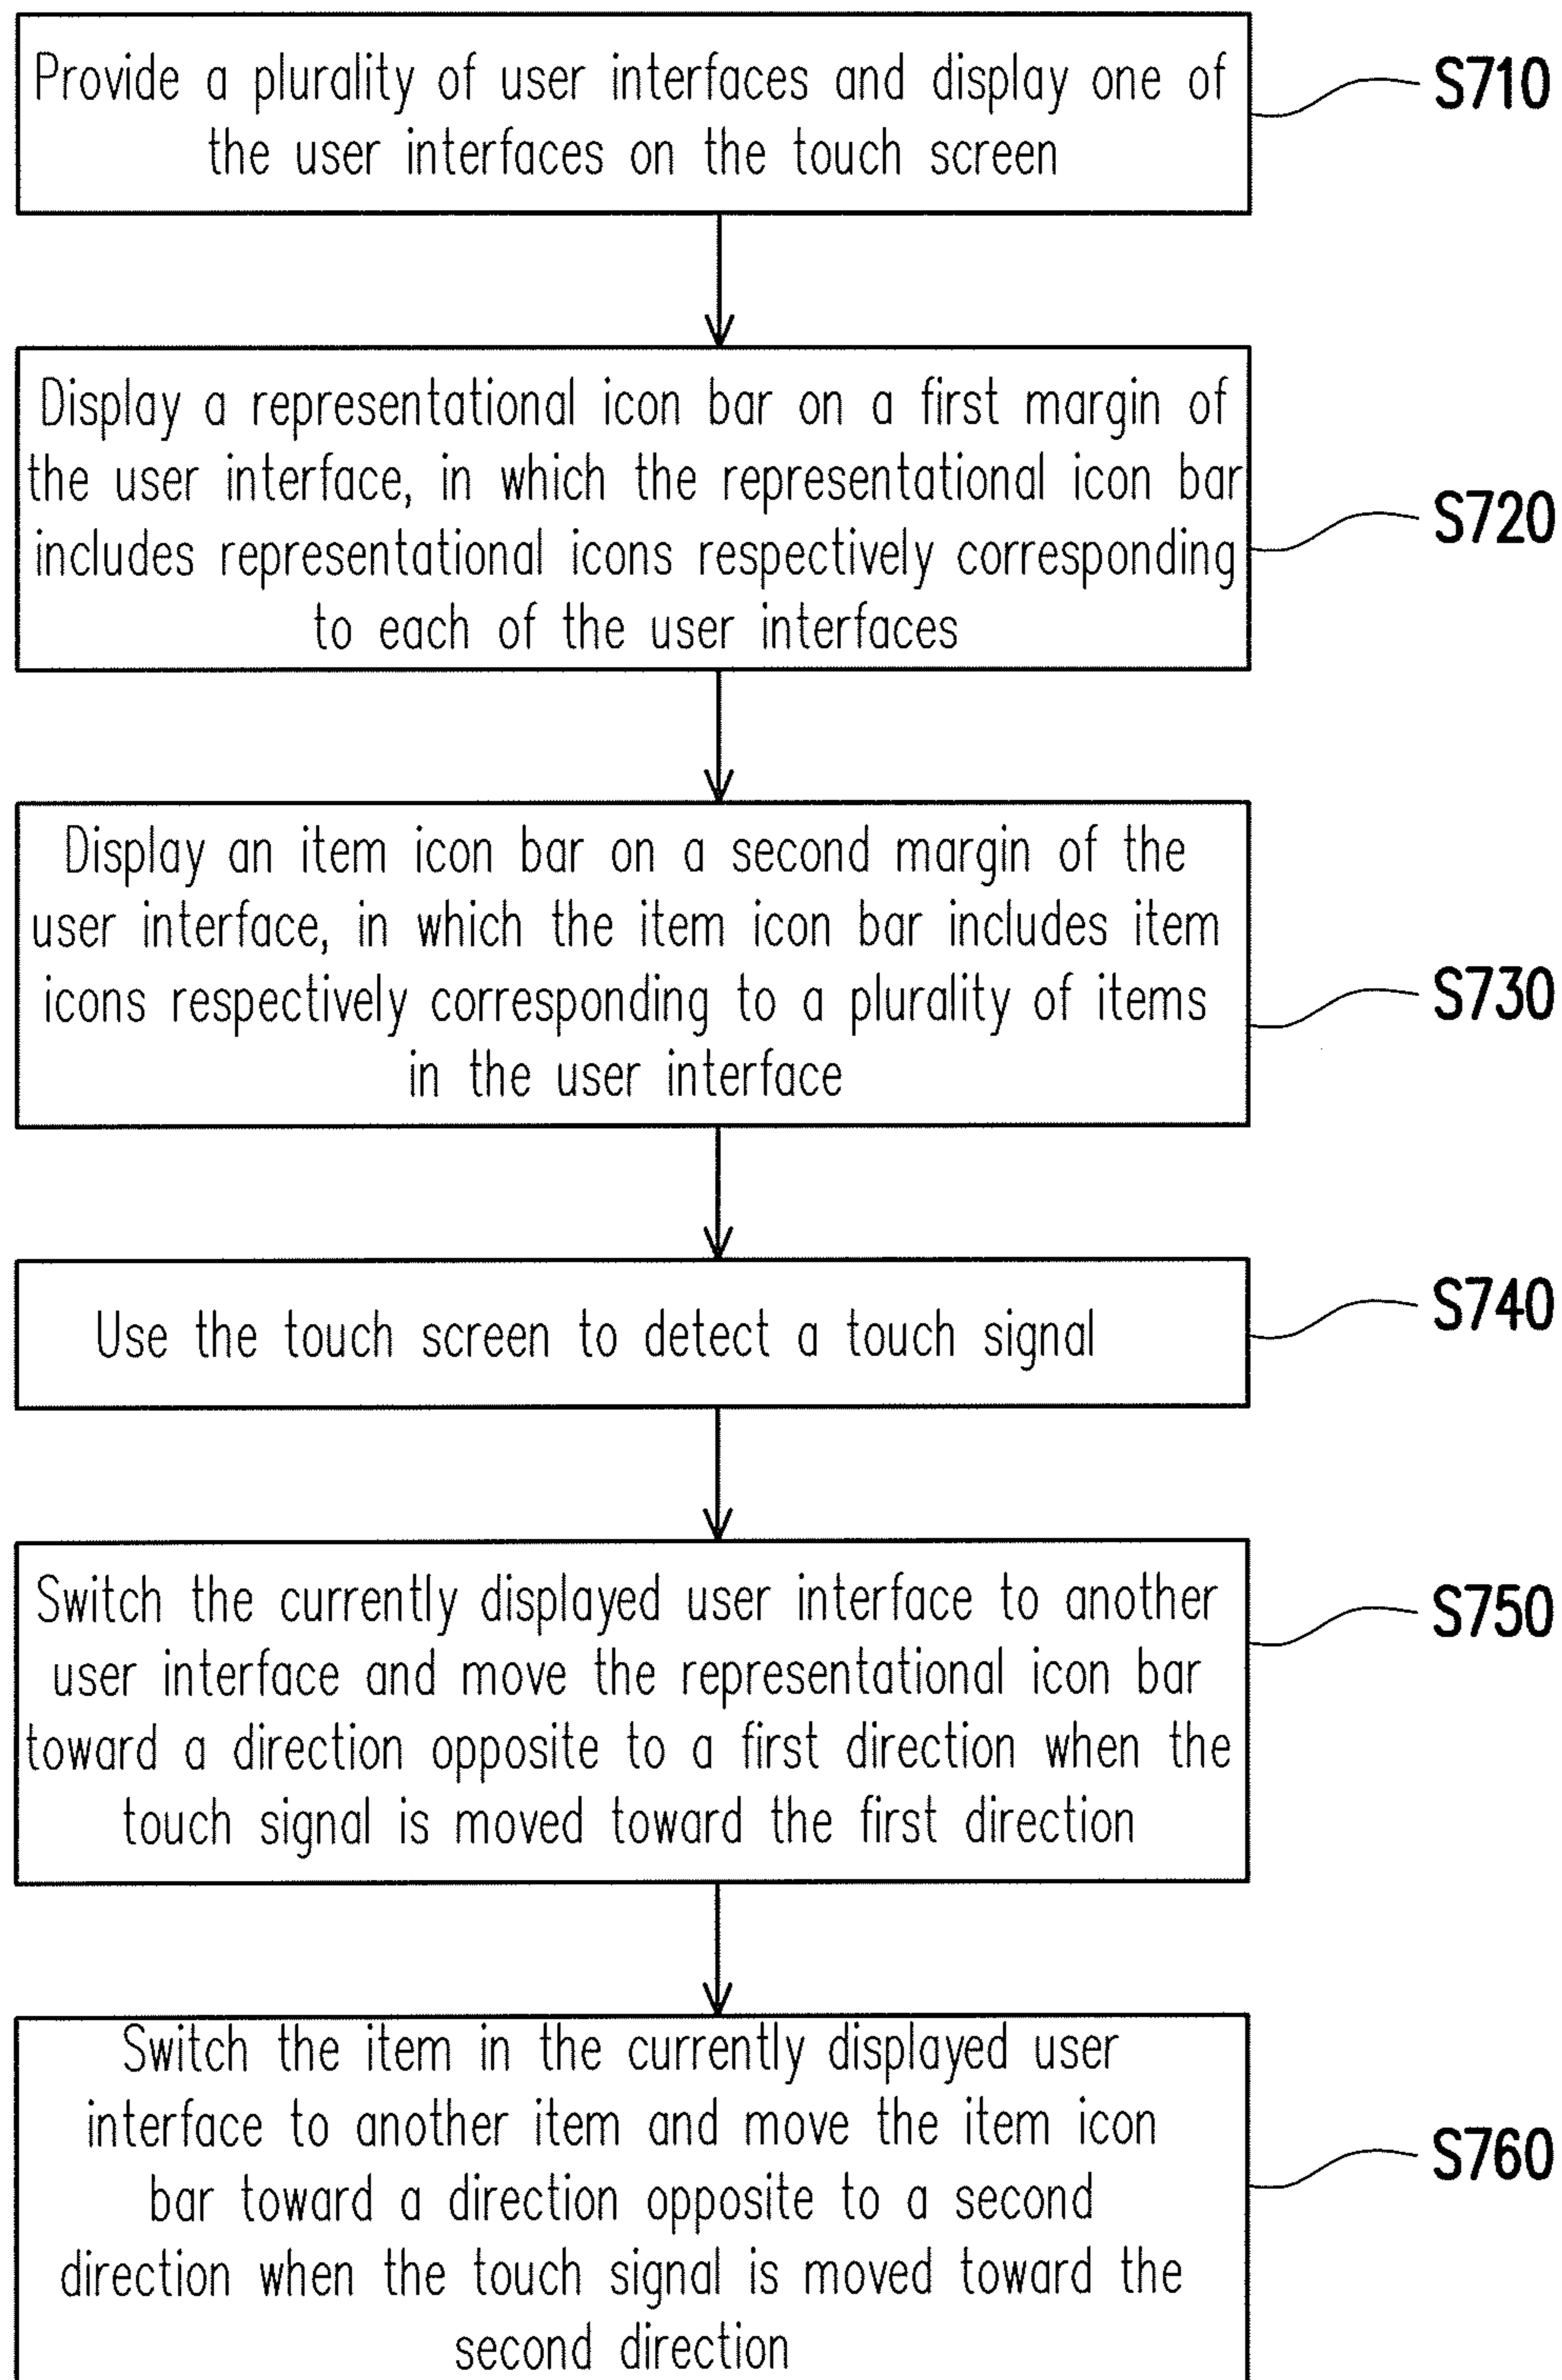 Provide a plurality of user interfaces and display one of
the user interfaces on the touch screen
S710
Display a representational icon bar on a first margin of
the user interface, in which the representational icon bar
includes representational icons respectively corresponding
to each of the user interfaces
S720
Display an item icon bar on a second margin of the
user interface, in which the item icon bar includes item
icons respectively corresponding to a plurality of items
in the user interface
S730
Use the touch screen to detect a touch signal
S740
Switch the currently displayed user interface to another
user interface and move the representational icon bar
toward a direction opposite to a first direction when the
touch signal is moved toward the first direction
S750
Switch the item in the currently displayed user
interface to another item and move the item icon
bar toward a direction opposite to a second
direction when the touch signal is moved toward the
second direction
S760